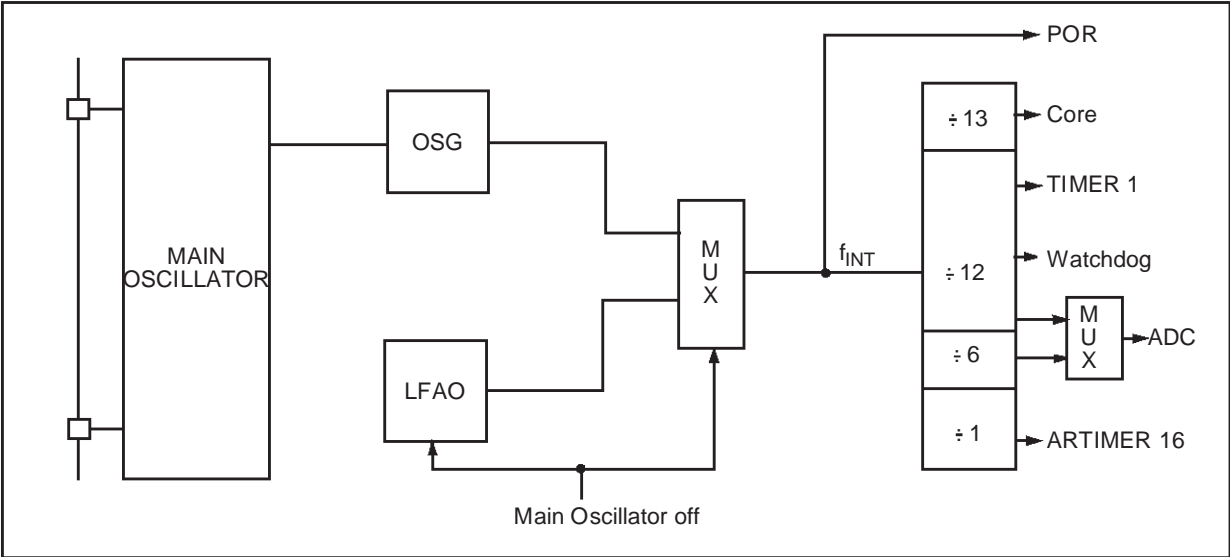 POR
÷ 13
Core
OSG
TIMER 1
MAIN
OSCILLATOR
M
U
X
fINT
÷ 12
Watchdog
M
U
X
ADC
÷ 6
LFAO
÷ 1
ARTIMER 16
Main Oscillator off